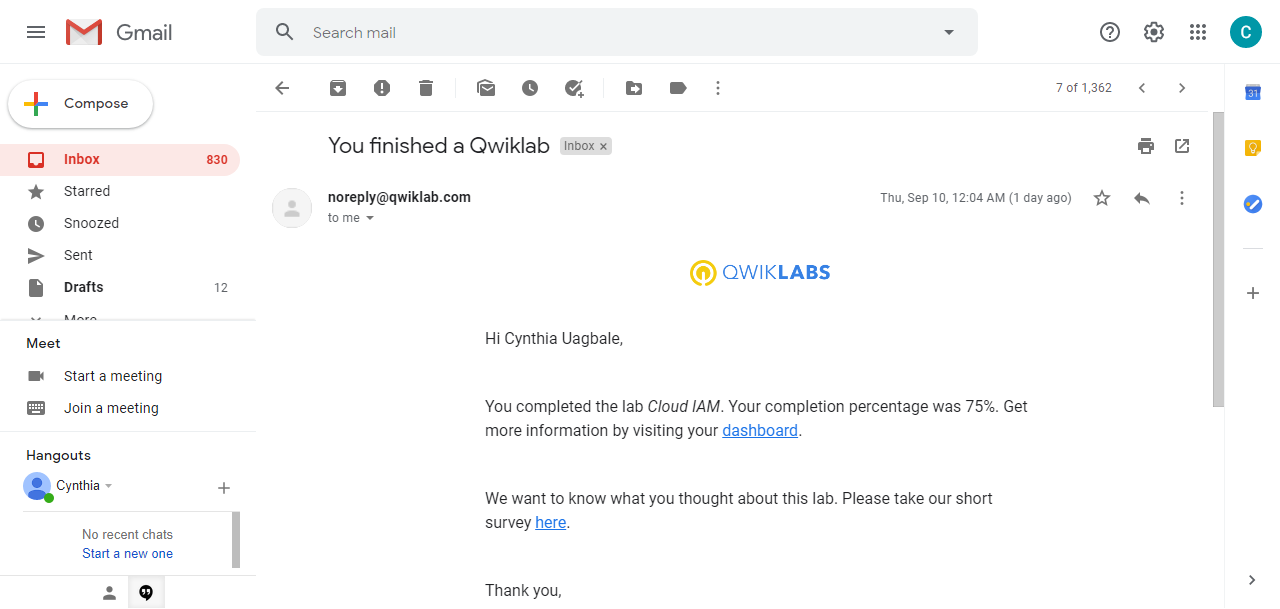 Gmail
Search mail
C
Compose
7 of 1,362
31
You finished a Qwiklab Inbox x
Inbox 830
Starred
Snoozed
Sent
Drafts 12
More
noreply@qwiklab.com
Thu, Sep 10, 12:04 AM (1 day ago)
to me
QWIKLABS
Hi Cynthia Uagbale,
You completed the lab Cloud IAM. Your completion percentage was 75%. Get
more information by visiting your dashboard.
We want to know what you thought about this lab. Please take our short
survey here.
Thank you,
Meet
Start a meeting
Join a meeting
Hangouts
Cynthia
No recent chats
Start a new one